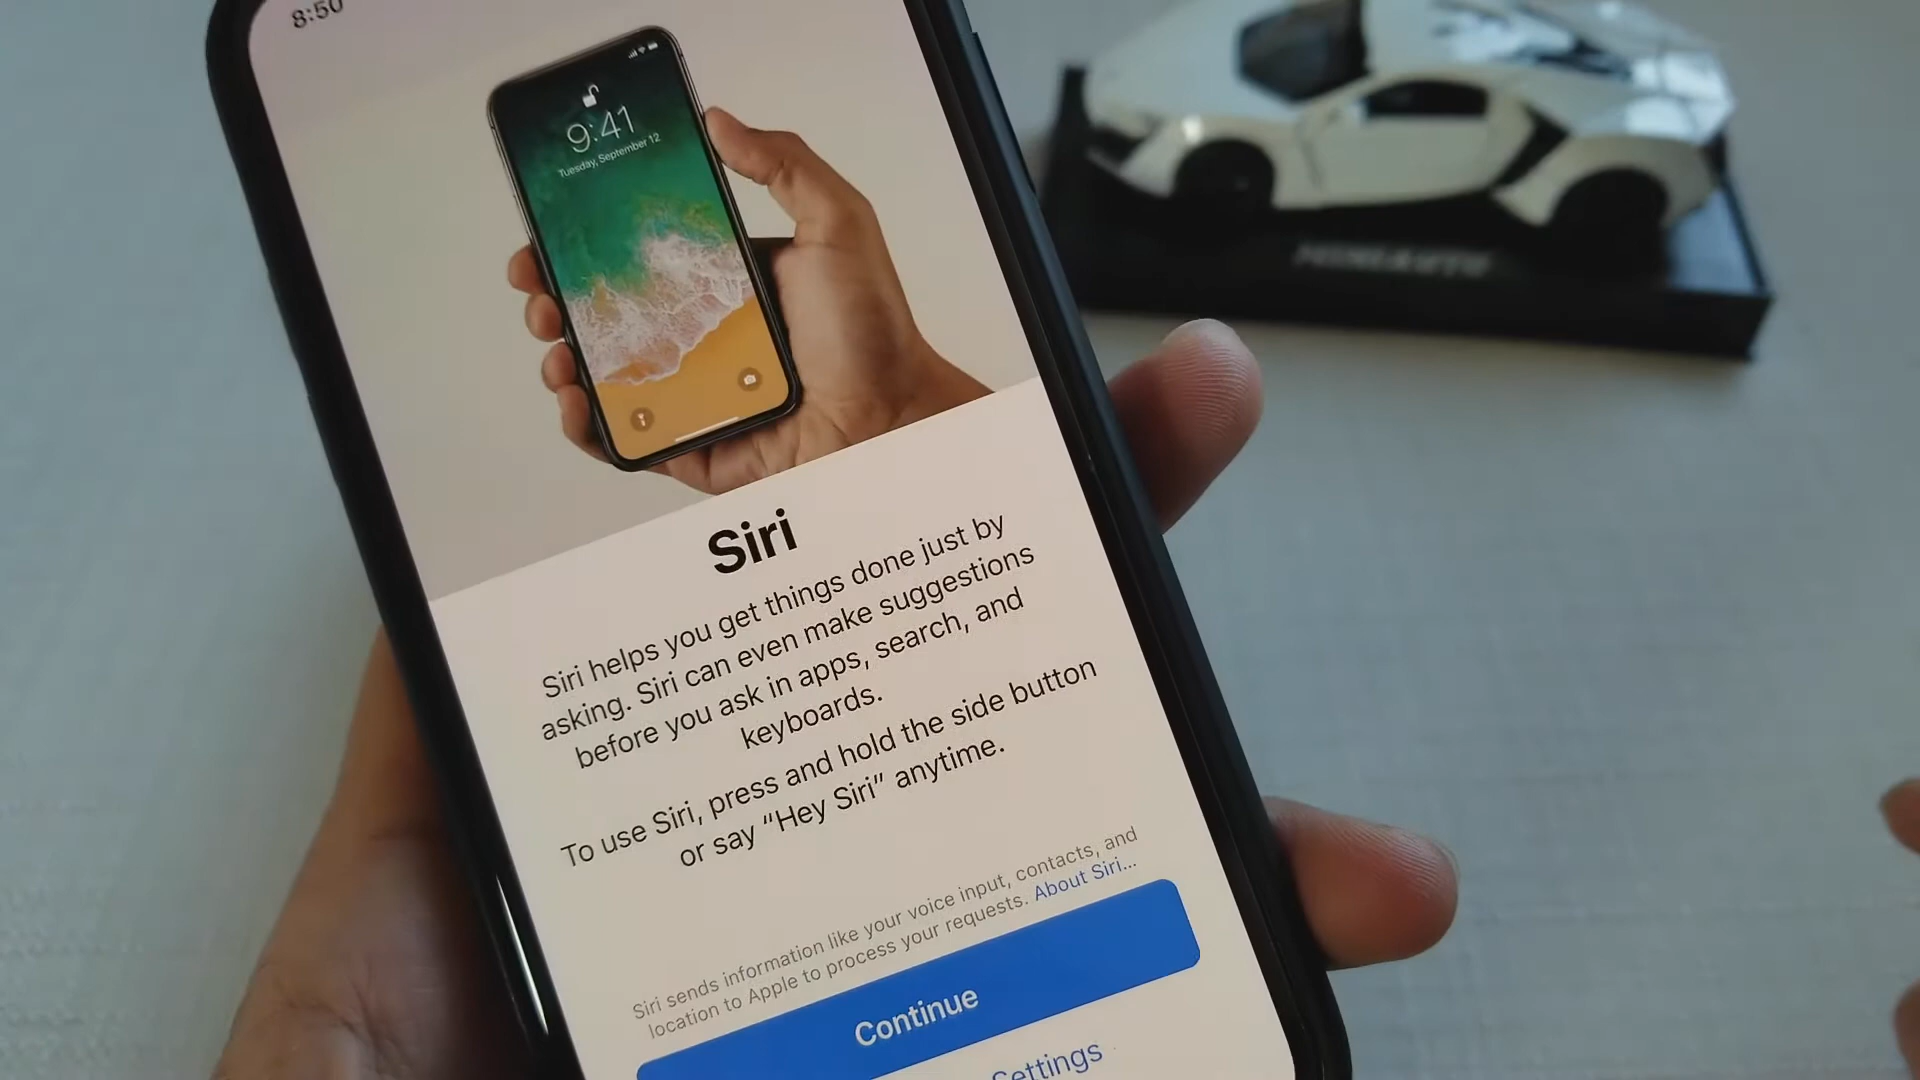 8:50
9:41
Tuesday, September 12
Siri
Siri helps you get things done just by
asking. Siri can even make suggestions
before you ask in apps, search, and
keyboards.
To use Siri, press and hold the side button
or say “Hey Siri” anytime.
Siri sends information like your voice input, contacts, and
location to Apple to process your requests. About Siri...
Continue
Settings